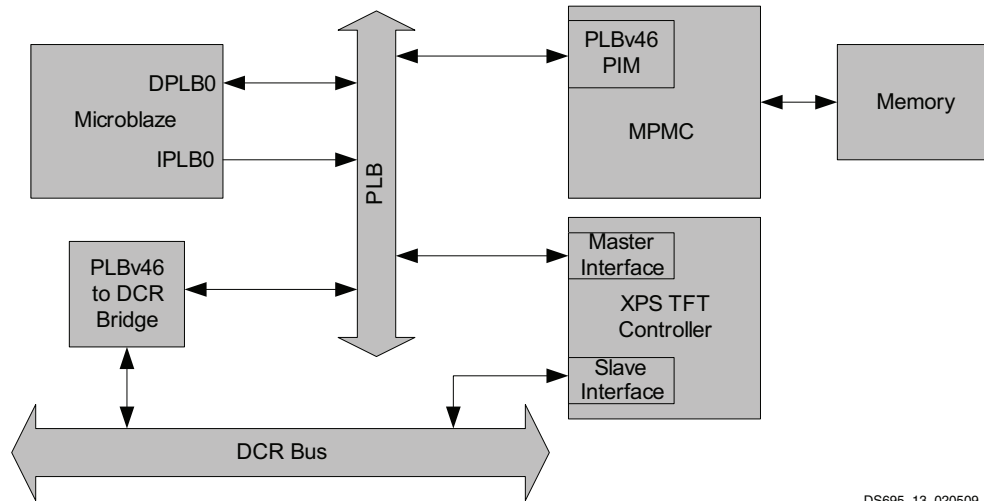 DPLB0
Microblaze
IPLB0
PLB
PLBv46
PIM
MPMC
Memory
PLBv46
to DCR
Bridge
Master
Interface
XPS TFT
Controller
Slave
Interface
DCR Bus
DS695_13_020509